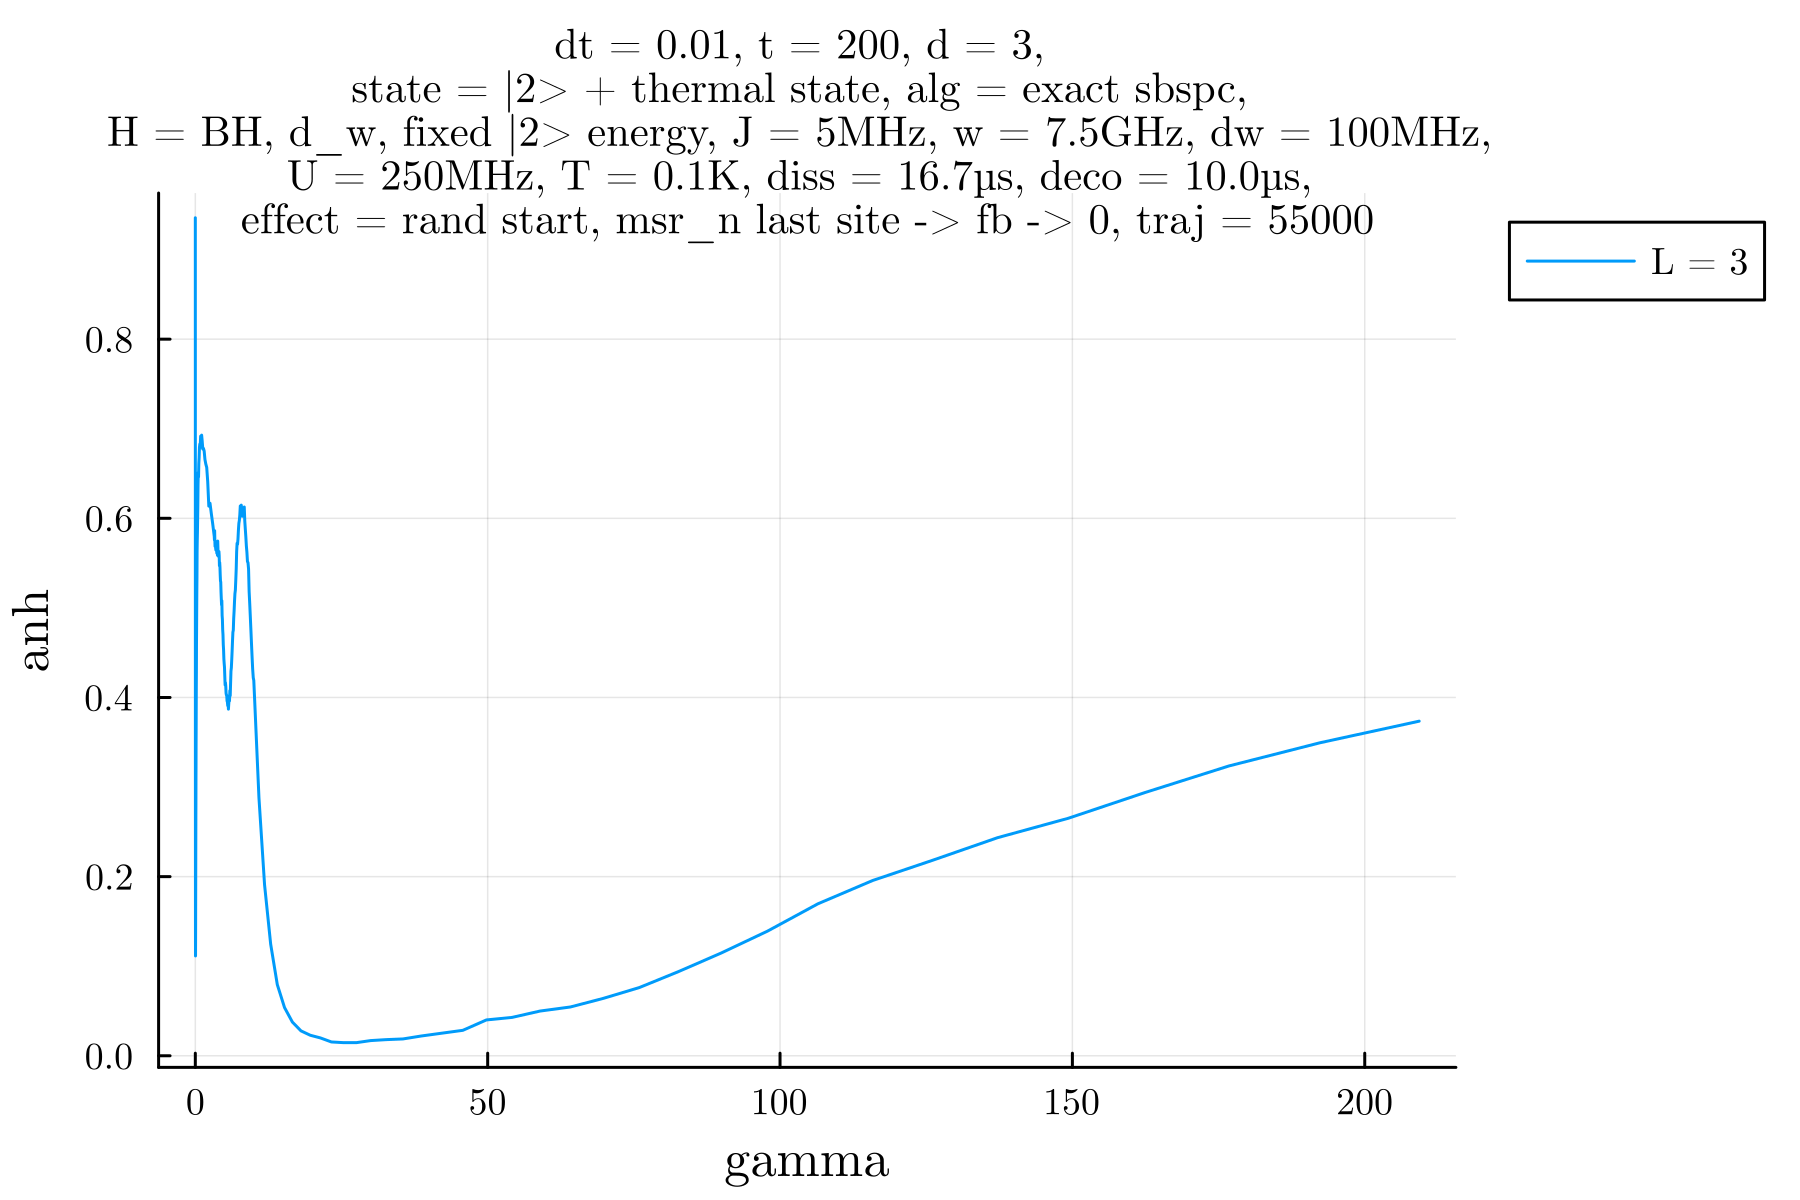 dt = 0.01, t = 200, d = 3,
state = |2> + thermal state, alg = exact sbspc,
H = BH, d_w, fixed |2> energy, J = 5MHz, w = 7.5GHz, dw = 100MHz,
U = 250MHz, T = 0.1K, diss = 16.7µs, deco = 10.0µs,
effect = rand start, msr_n last site -> fb -> 0, traj = 55000
L = 3
0.8
0.6
0.4
0.2
0.0
anh
0 50 100 150 200
gamma